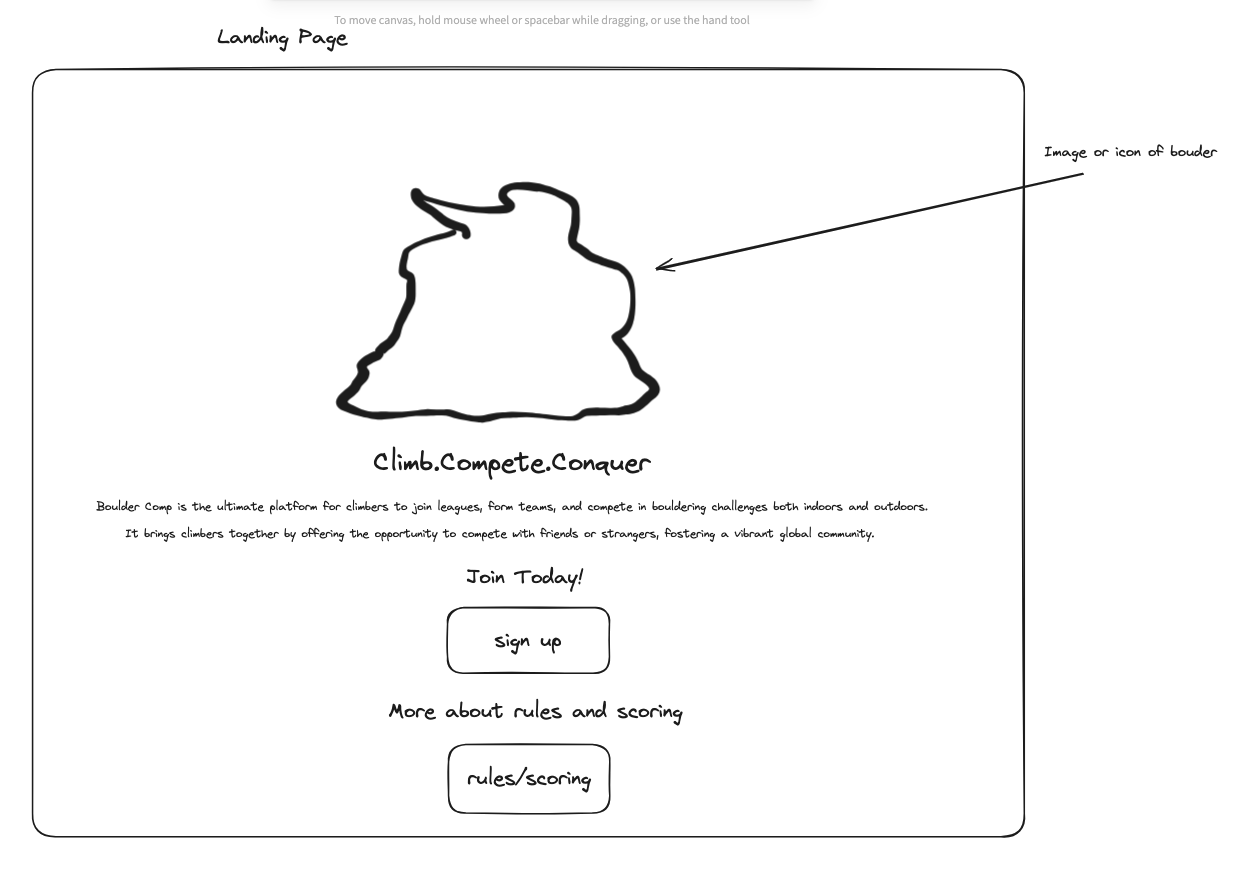 To move canvas, hold mouse wheel or spacebar while dragging, or use the hand tool
Landing Page
Image or icon of bouder
Climb.Compete.Conquer
Boulder Comp is the ultimate platform for climbers to join leagues, form teams, and compete in bouldering challenges both indoors and outdoors.
It brings climbers together by offering the opportunity to compete with friends or strangers, fostering a vibrant global community.
Join Today!
sign up
More about rules and scoring
rules/scoring